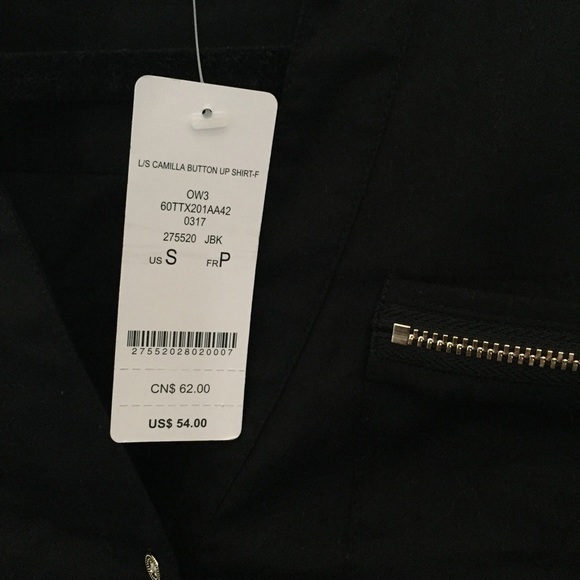 L/S CAMILLA BUTTON UP SHIRT-F
OW3
60TTX201AA42
0317
275520 JBK
US S FR P
27552028020007
CN$ 62.00
US$ 54.00